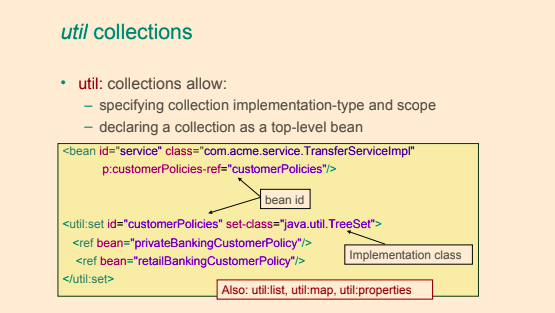 util collections
• util: collections allow:
– specifying collection implementation-type and scope
– declaring a collection as a top-level bean
<bean id="service" class="com.acme.service.TransferServiceImpl"
p:customerPolicies-ref="customerPolicies"/>
bean id
<util:set id="customerPolicies" set-class="java.util.TreeSet">
<ref bean="privateBankingCustomerPolicy"/>
Implementation class
<ref bean="retailBankingCustomerPolicy"/>
</util:set>
Also: util:list, util:map, util:properties